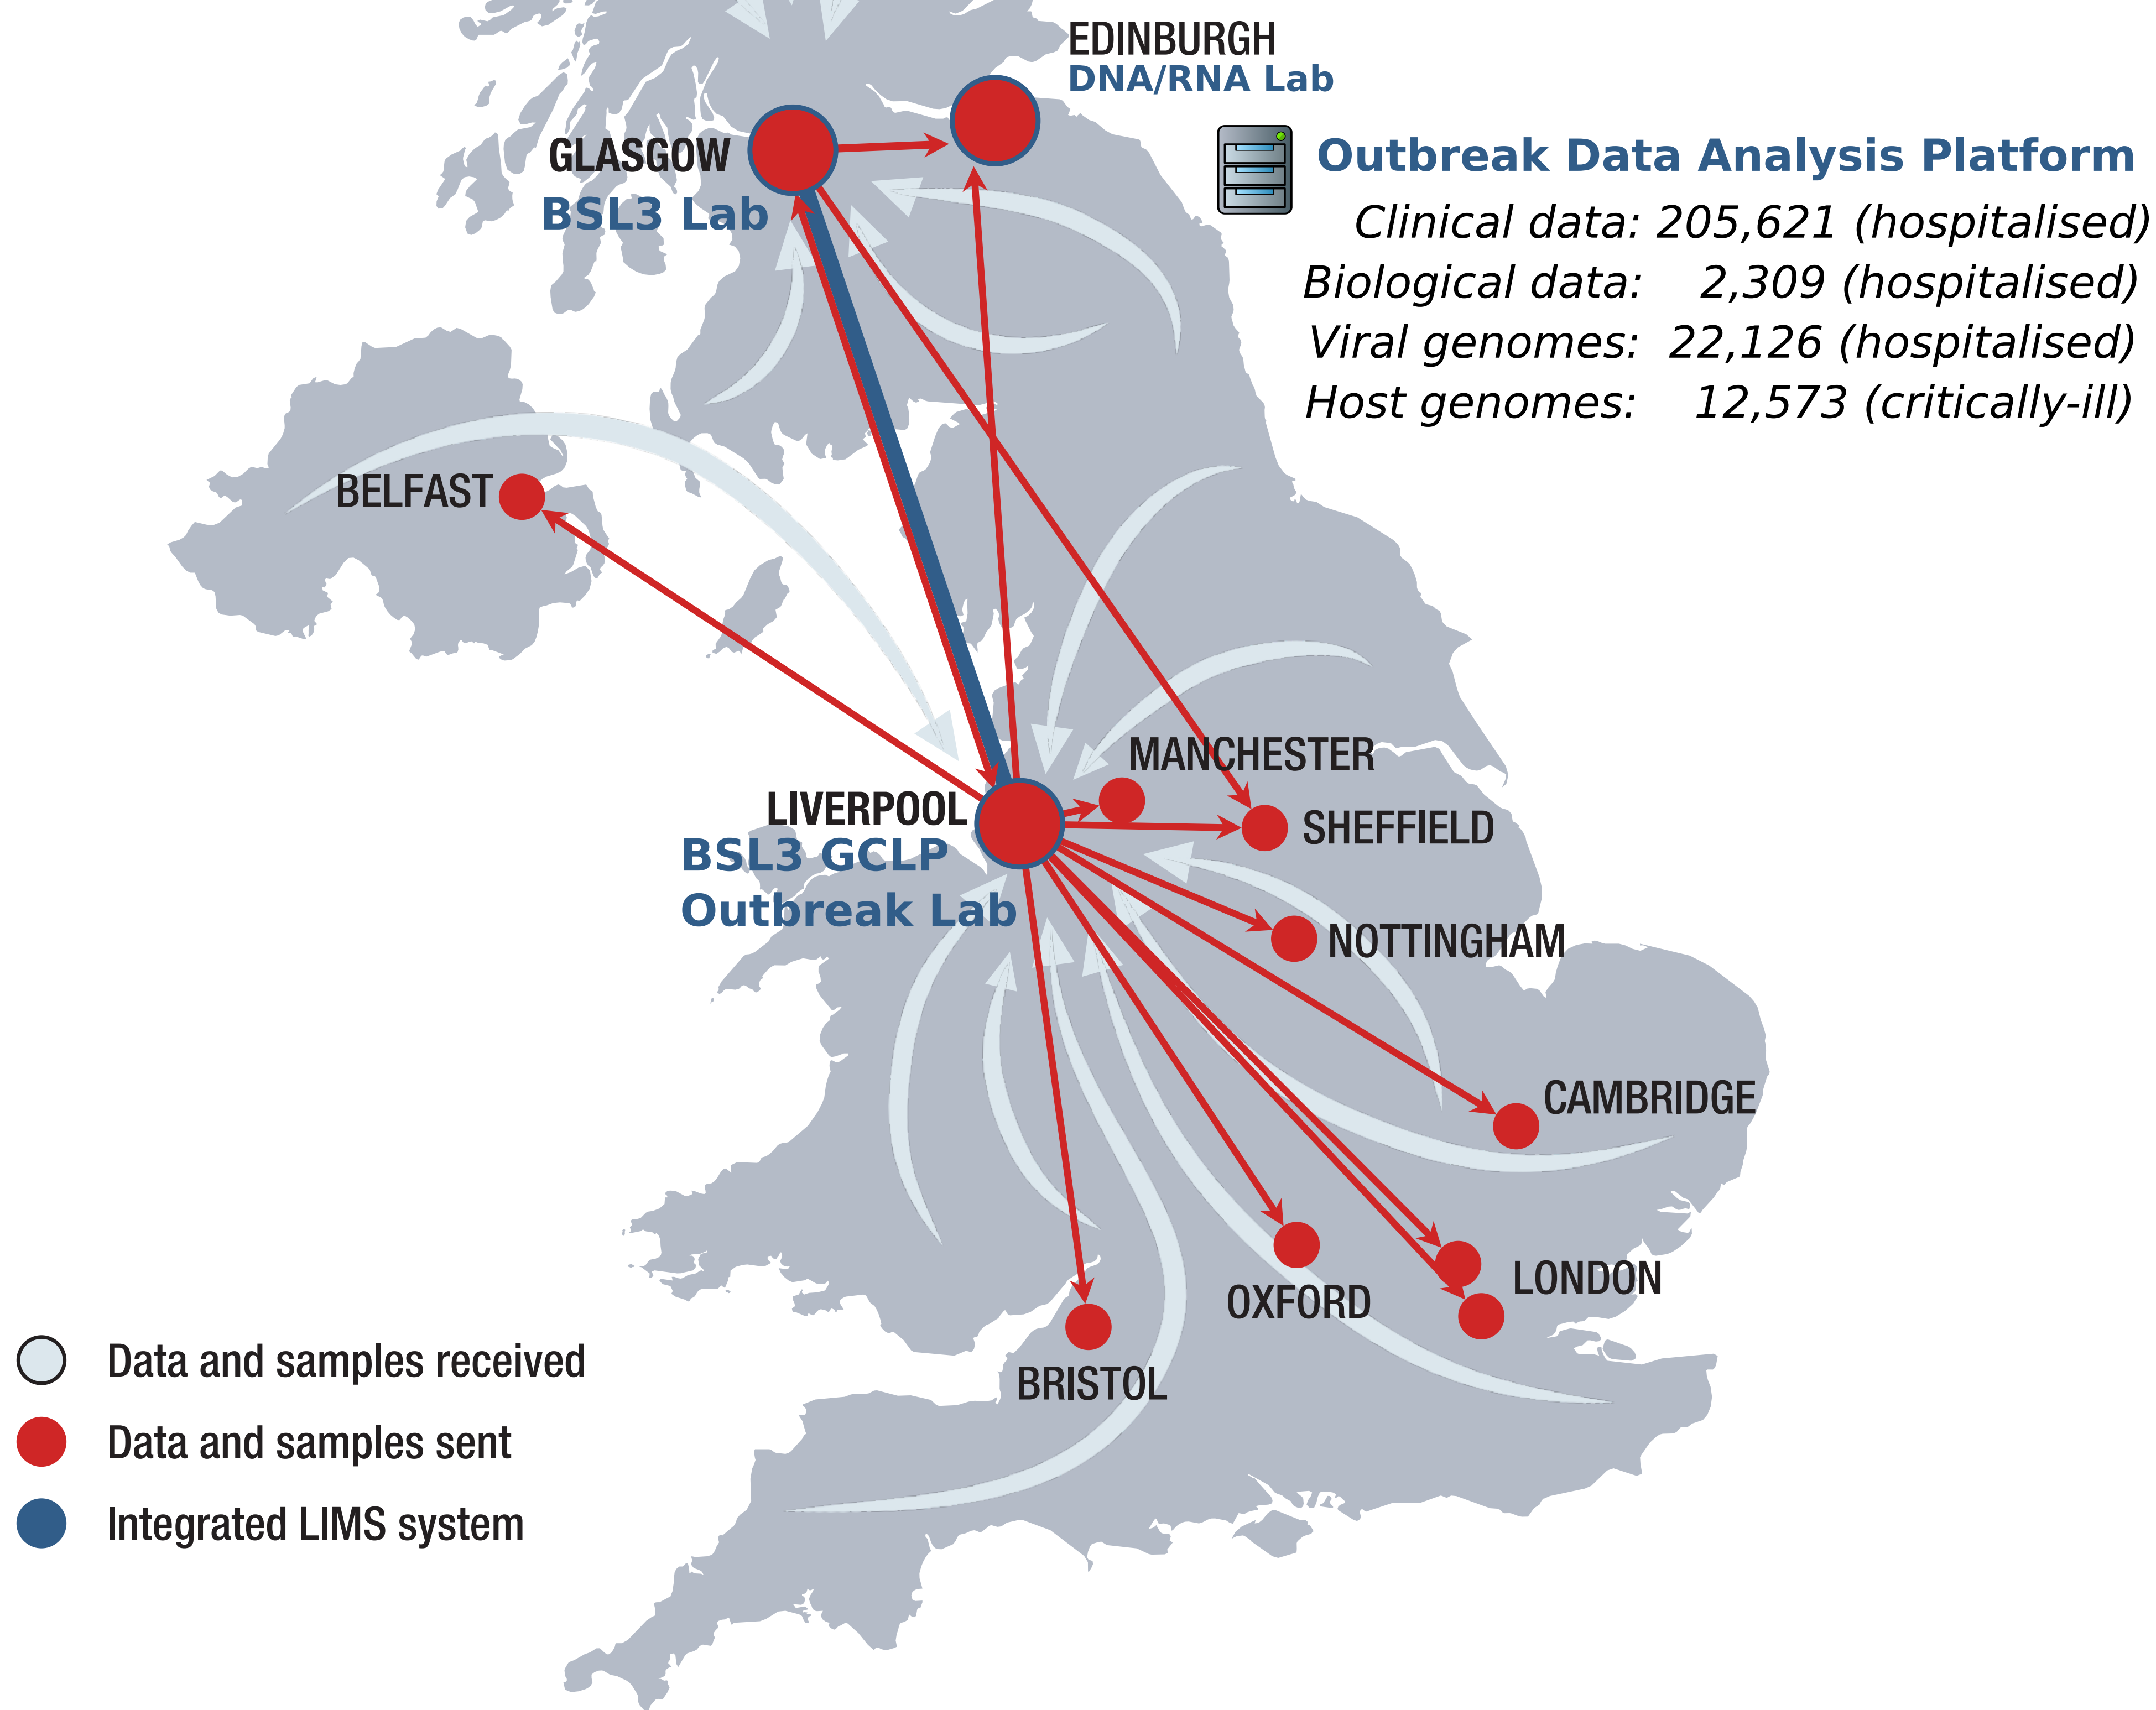 EDINBURGH
DNA/RNA Lab
GLASGOW
BSL3 Lab
Outbreak Data Analysis Platform
Clinical data: 205,621 (hospitalised)
Biological data: 2,309 (hospitalised)
Viral genomes: 22,126 (hospitalised)
Host genomes: 12,573 (critically-ill)
BELFAST
MANCHESTER
LIVERPOOL
BSL3 GCLP
Outbreak Lab
SHEFFIELD
NOTTINGHAM
CAMBRIDGE
OXFORD
LONDON
BRISTOL
Data and samples received
Data and samples sent
Integrated LIMS system